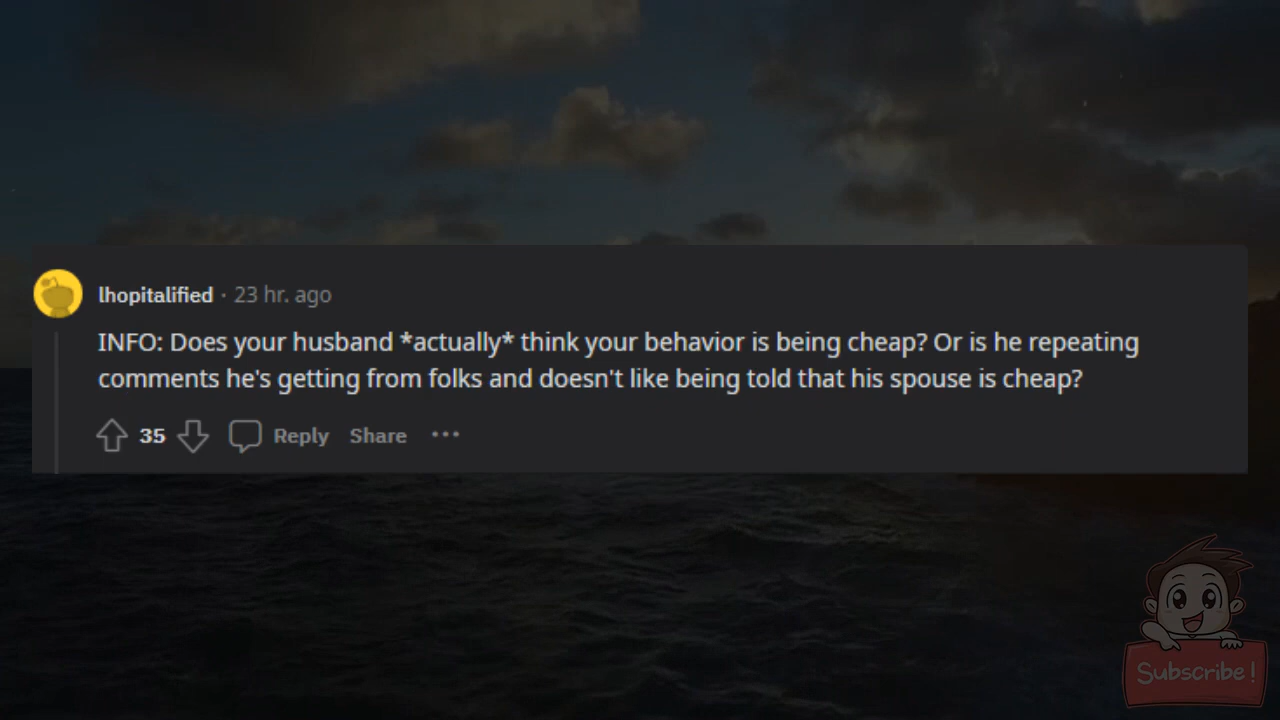 lhopitalified · 23 hr. ago
INFO: Does your husband *actually* think your behavior is being cheap? Or is he repeating
comments he's getting from folks and doesn't like being told that his spouse is cheap?
35 Reply Share ···
Subscribe!